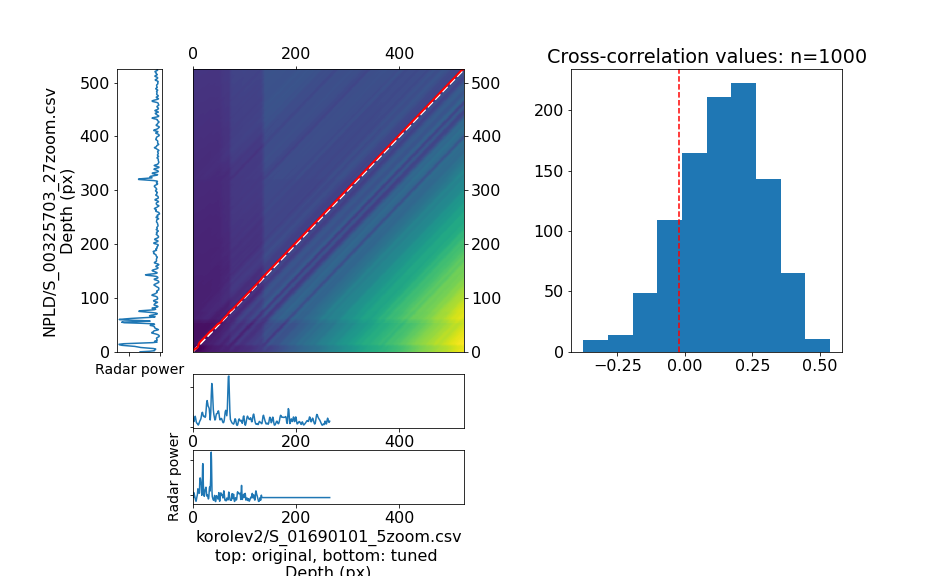 0 200 400
Cross-correlation values: n=1000
NPLD/S_00325703_27zoom.csv
Depth (px)
500
400
300
200
100
0
Radar power
500
400
300
200
100
0
200
150
100
50
0
−0.25 0.00 0.25 0.50
0 200 400
Radar power
0 200 400
korolev2/S_01690101_5zoom.csv
top: original, bottom: tuned
Depth (px)